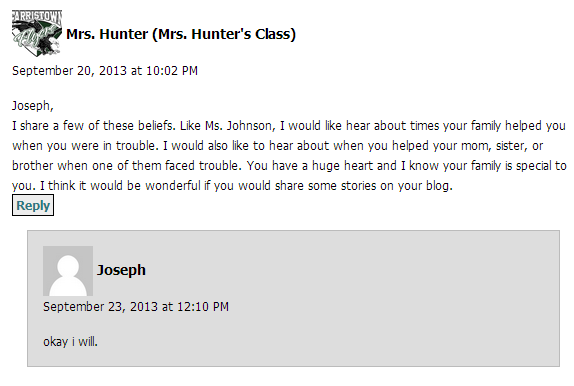 HARRISTOWN
Flyers
Mrs. Hunter (Mrs. Hunter's Class)
September 20, 2013 at 10:02 PM
Joseph,
I share a few of these beliefs. Like Ms. Johnson, I would like hear about times your family helped you
when you were in trouble. I would also like to hear about when you helped your mom, sister, or
brother when one of them faced trouble. You have a huge heart and I know your family is special to
you. I think it would be wonderful if you would share some stories on your blog.
Reply
Joseph
September 23, 2013 at 12:10 PM
okay i will.